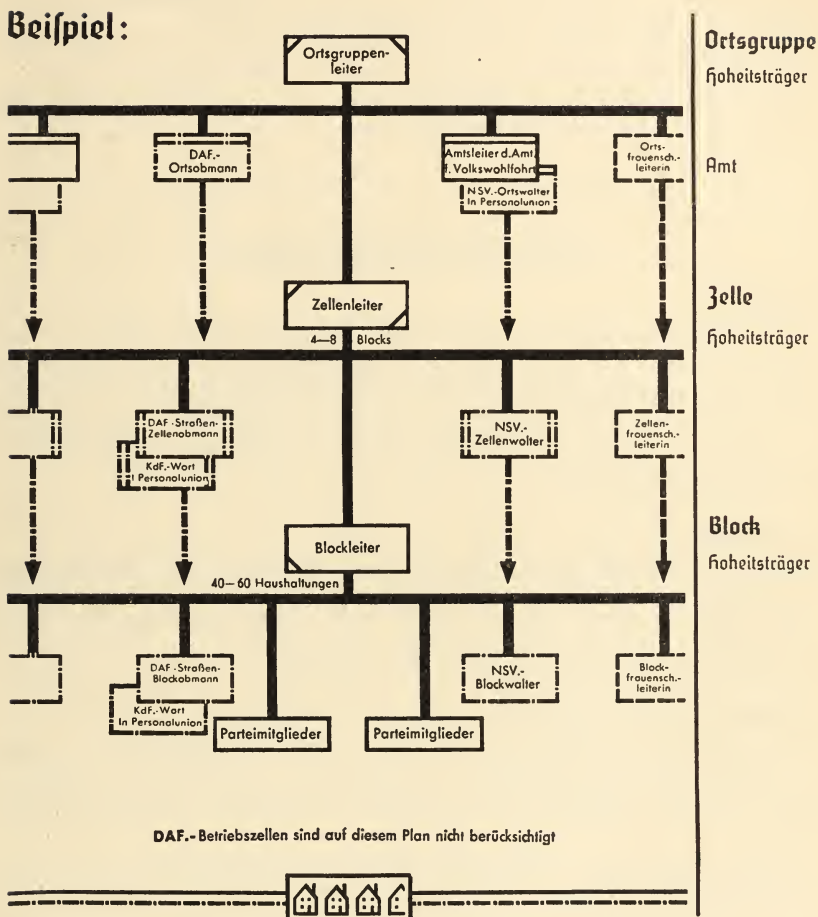 Beiſpiel:
Ortsgruppen-
leiter
Ortsgruppe
Hoheitsträger
DAF.-
Ortsobmann
Amtsleiter d. Amt.
f. Volkswohlfahrt
NSV.-Ortswalter
In Personalunion
Orts-
frauensch.-
leiterin
Amt
Zellenleiter
4—8 Blocks
Zelle
Hoheitsträger
DAF.-Straßen-
Zellenobmann
KdF.-Wart
I Personalunion
NSV.-
Zellenwalter
Zellen-
frauensch.-
leiterin
Blockleiter
40—60 Haushaltungen
Block
Hoheitsträger
DAF.-Straßen-
Blockobmann
KdF.-Wart
In Personalunion
NSV.-
Blockwalter
Block-
frauensch.-
leiterin
Parteimitglieder
Parteimitglieder
DAF.-Betriebszellen sind auf diesem Plan nicht berücksichtigt